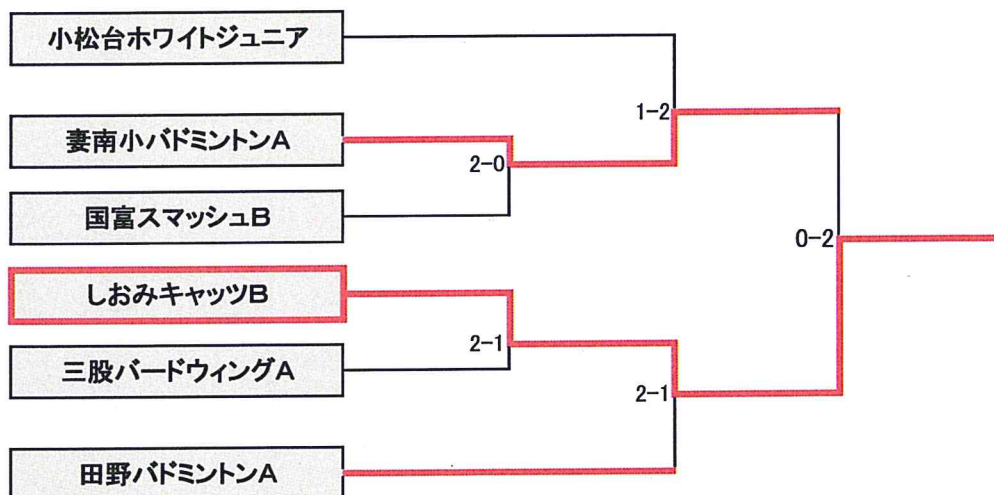 小松台ホワイトジュニア
1-2
妻南小バドミントンA
2-0
国富スマッシュB
0-2
しおみキャッツB
2-1
三股バードウィングA
2-1
田野バドミントンA